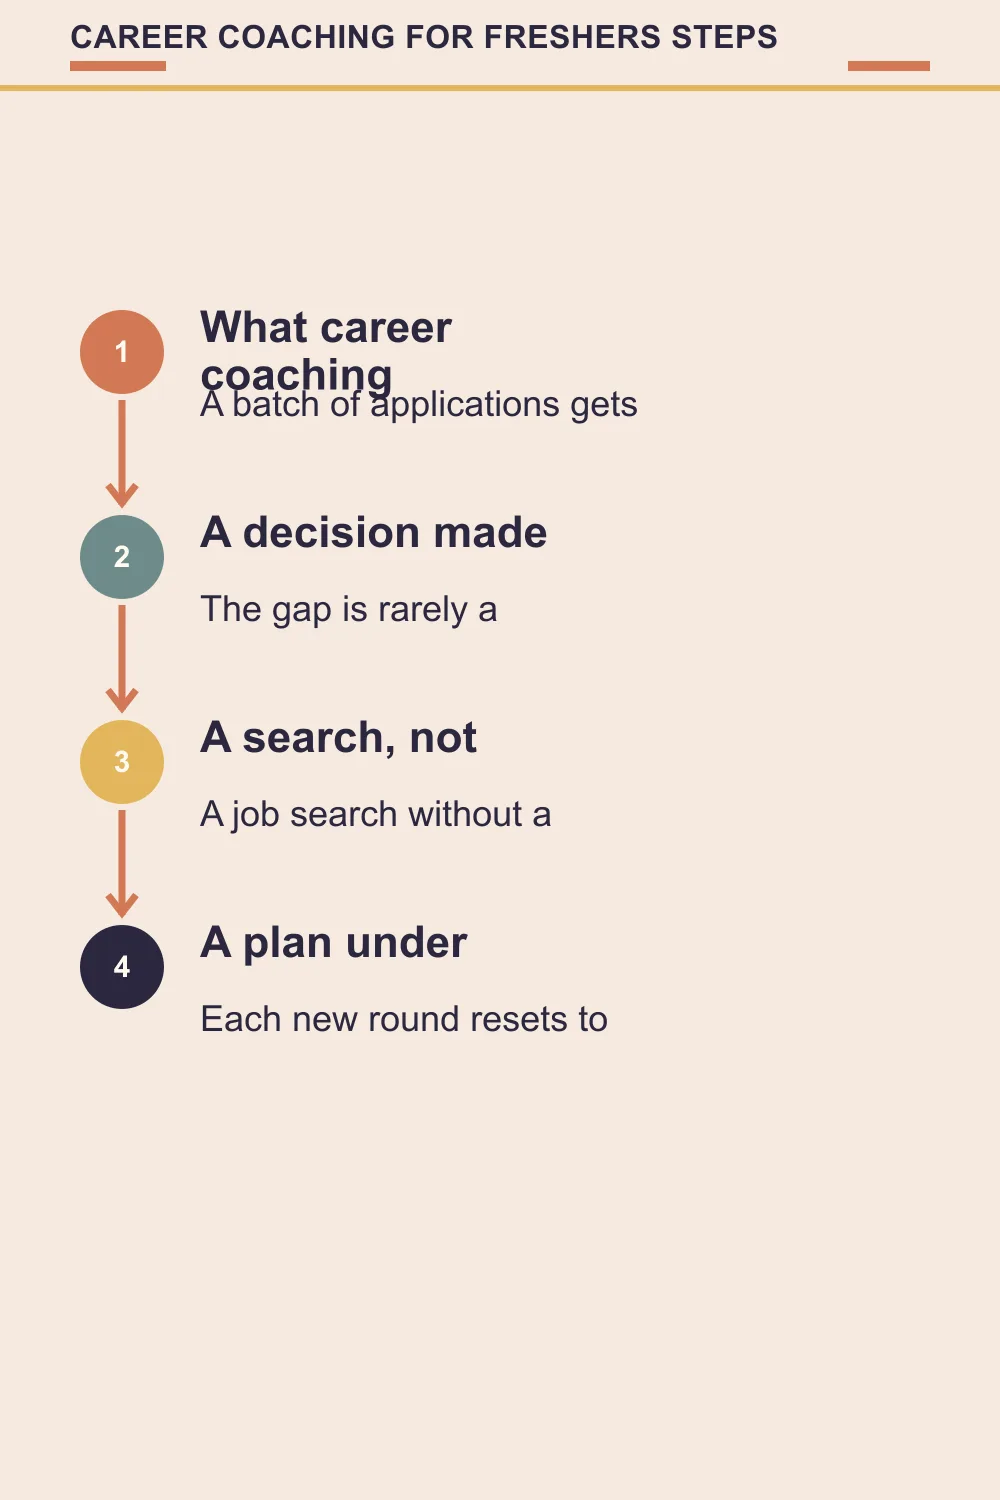 CAREER COACHING FOR FRESHERS STEPS
1
What career
coaching
A batch of applications gets
2
A decision made
The gap is rarely a
3
A search, not
A job search without a
4
A plan under
Each new round resets to